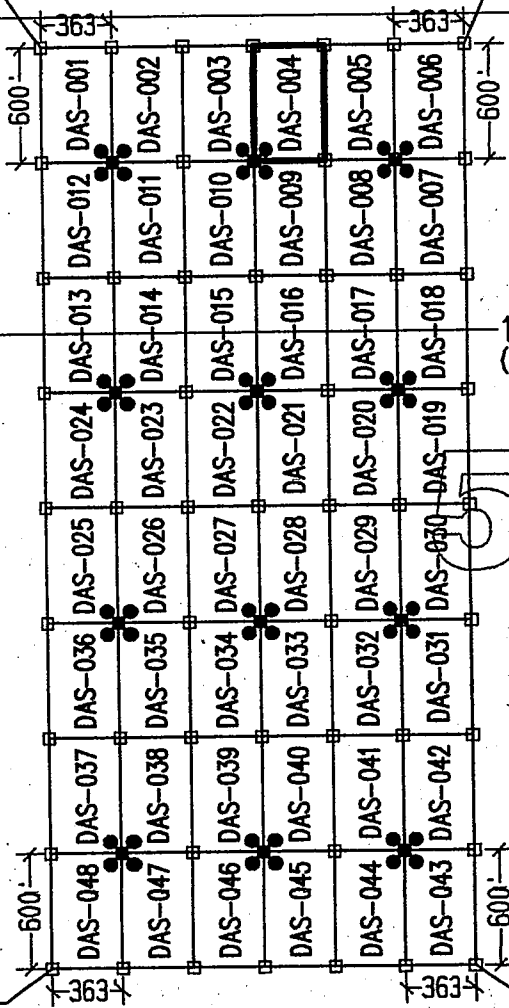 363 363
600' 600'
DAS-001 DAS-002 DAS-003 DAS-004 DAS-005 DAS-006
DAS-012 DAS-011 DAS-010 DAS-009 DAS-008 DAS-007
DAS-013 DAS-014 DAS-015 DAS-016 DAS-017 DAS-018
DAS-024 DAS-023 DAS-022 DAS-021 DAS-020 DAS-019
5
DAS-025 DAS-026 DAS-027 DAS-028 DAS-029 DAS-030
DAS-036 DAS-035 DAS-034 DAS-033 DAS-032 DAS-031
DAS-037 DAS-038 DAS-039 DAS-040 DAS-041 DAS-042
DAS-048 DAS-047 DAS-046 DAS-045 DAS-044 DAS-043
600' 600'
363 363